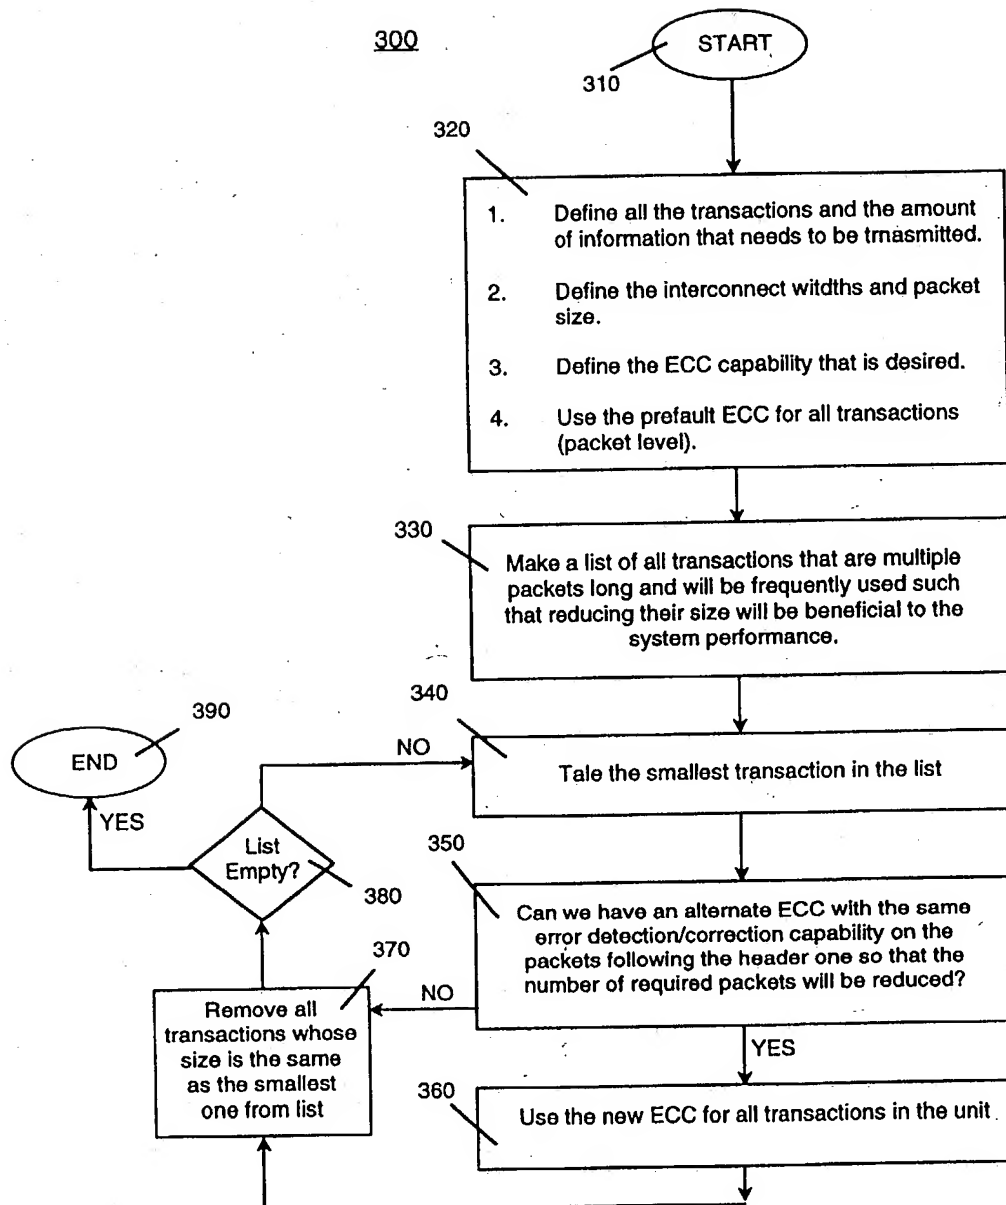 300
START
310
320
1. Define all the transactions and the amount
of information that needs to be trnasmitted.
2. Define the interconnect witdths and packet
size.
3. Define the ECC capability that is desired.
4. Use the prefault ECC for all transactions
(packet level).
330
Make a list of all transactions that are multiple
packets long and will be frequently used such
that reducing their size will be beneficial to the
system performance.
340
390
END
NO
Tale the smallest transaction in the list
YES
List
Empty?
380
350
Can we have an alternate ECC with the same
error detection/correction capability on the
packets following the header one so that the
number of required packets will be reduced?
370
NO
Remove all
transactions whose
size is the same
as the smallest
one from list
YES
360
Use the new ECC for all transactions in the unit